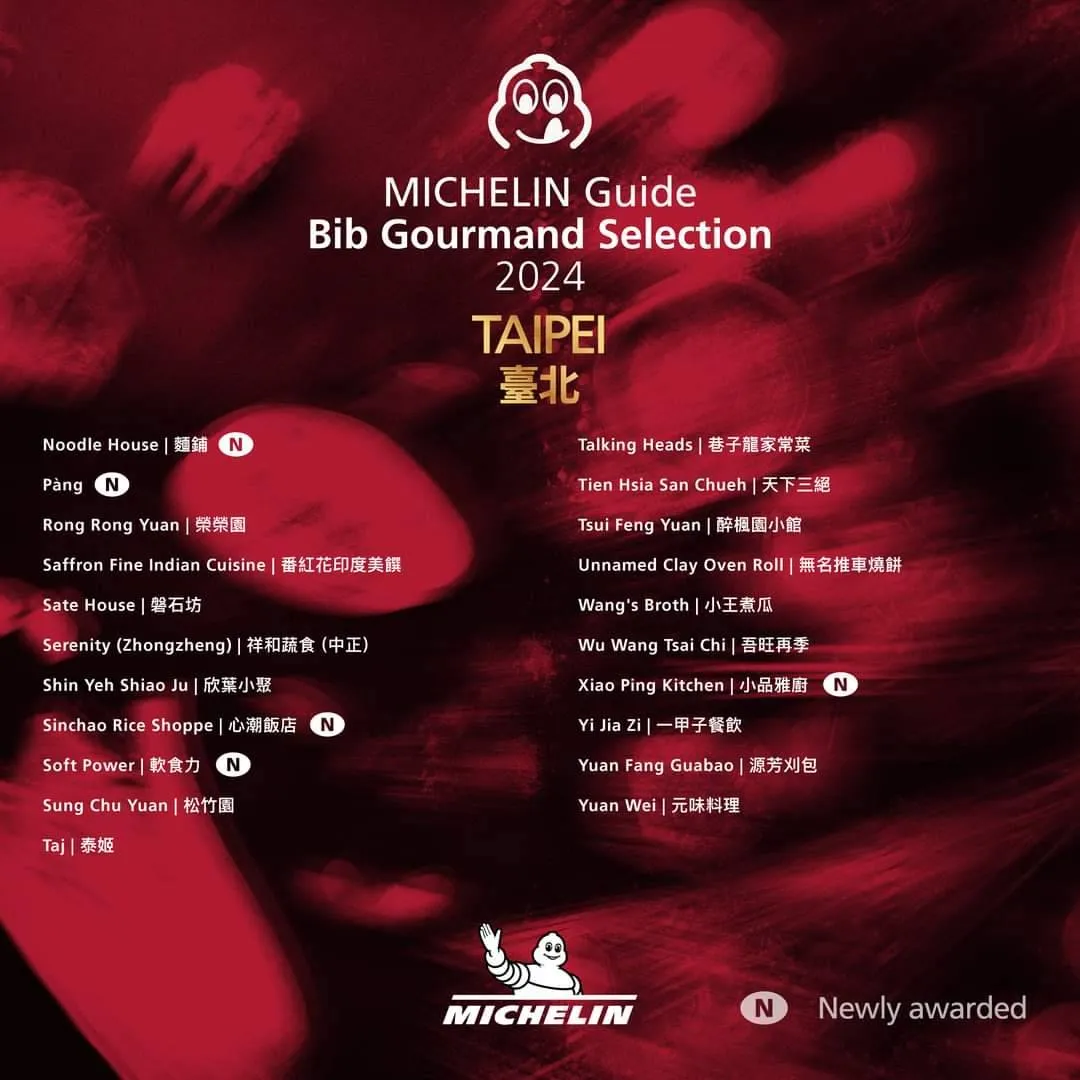 MICHELIN Guide
Bib Gourmand Selection
2024
TAIPEI
臺北
Noodle House | 麵鋪 N
Pàng N
Rong Rong Yuan | 榮榮園
Saffron Fine Indian Cuisine | 番紅花印度美饌
Sate House | 磐石坊
Serenity (Zhongzheng) | 祥和蔬食 (中正)
Shin Yeh Shiao Ju | 欣葉小聚
Sinchao Rice Shoppe | 心潮飯店 N
Soft Power | 軟食力 N
Sung Chu Yuan | 松竹園
Taj | 泰姬
Talking Heads | 巷子龍家常菜
Tien Hsia San Chueh | 天下三絕
Tsui Feng Yuan | 醉楓園小館
Unnamed Clay Oven Roll | 無名推車燒餅
Wang's Broth | 小王煮瓜
Wu Wang Tsai Chi | 吾旺再季
Xiao Ping Kitchen | 小品雅廚 N
Yi Jia Zi | 一甲子餐飲
Yuan Fang Guabao | 源芳刈包
Yuan Wei | 元味料理
MICHELIN
N Newly awarded